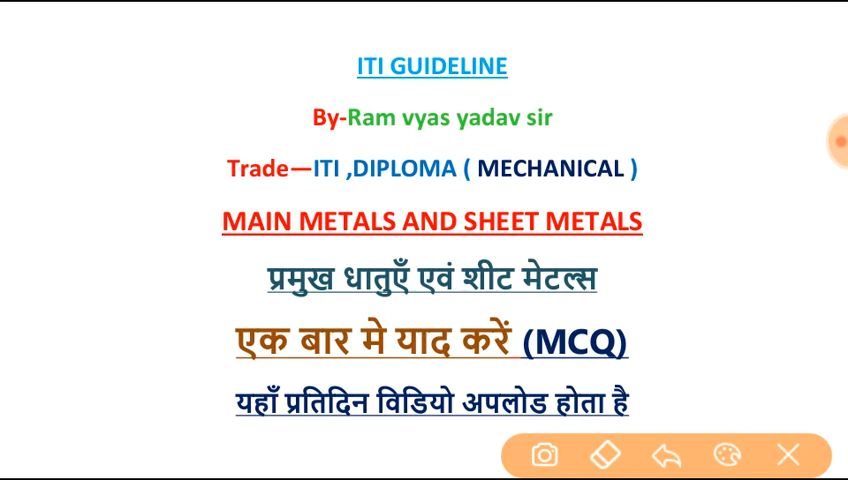 ITI GUIDELINE
By-Ram vyas yadav sir
Trade—ITI ,DIPLOMA ( MECHANICAL )
MAIN METALS AND SHEET METALS
प्रमुख धातुएँ एवं शीट मेटल्स
एक बार मे याद करें (MCQ)
यहाँ प्रतिदिन विडियो अपलोड होता है